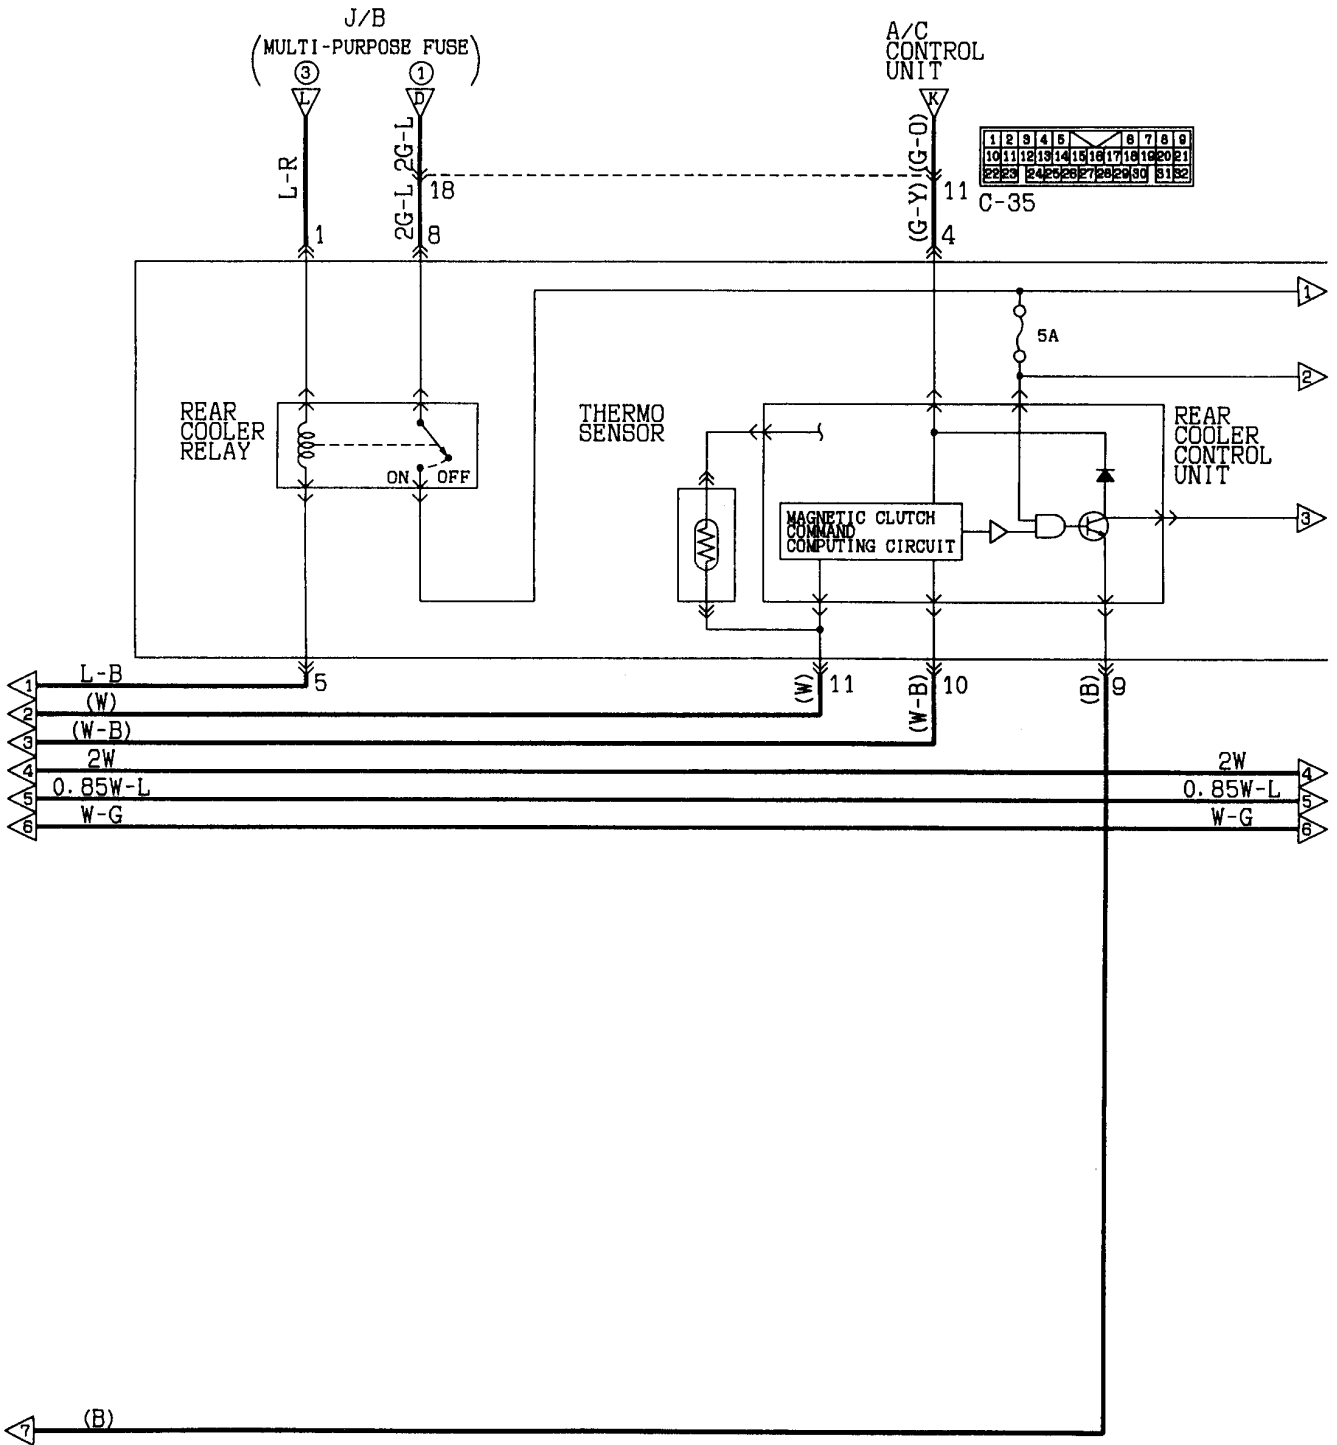 J/B
(MULTI-PURPOSE FUSE)
3
1
L
D
A/C
CONTROL
UNIT
K
L-R
2G-L
2G-L
(G-O)
(G-Y)
1 2 3 4 5 6 7 8 9
10 11 12 13 14 15 16 17 18 19 20 21
22 23 24 25 26 27 28 29 30 31 32
C-35
18
11
1
8
4
1
5A
2
REAR
COOLER
RELAY
ON
OFF
THERMO
SENSOR
REAR
COOLER
CONTROL
UNIT
MAGNETIC CLUTCH
COMMAND
COMPUTING CIRCUIT
3
1
L-B
5
(W)
11
(W-B)
10
(B)
9
2
(W)
3
(W-B)
4
2W
2W
4
5
0.85W-L
0.85W-L
5
6
W-G
W-G
6
7
(B)